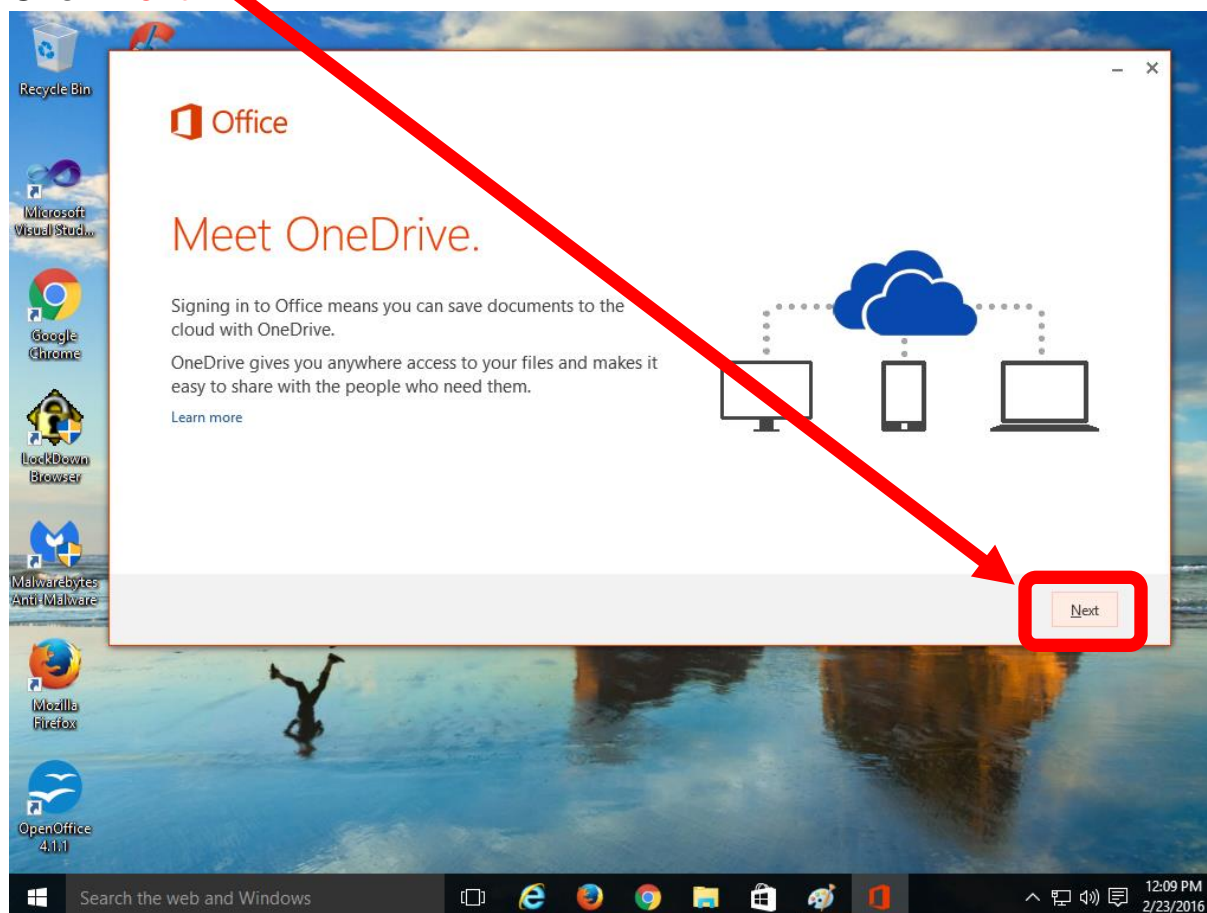 Recycle Bin
Office
Microsoft
Visual Stud...
Meet OneDrive.
Signing in to Office means you can save documents to the
cloud with OneDrive.
OneDrive gives you anywhere access to your files and makes it
easy to share with the people who need them.
Learn more
Google
Chrome
LockDown
Browser
Malwarebytes
Anti-Malware
Next
Mozilla
Firefox
OpenOffice
4.1.1
Search the web and Windows
12:09 PM
2/23/2016